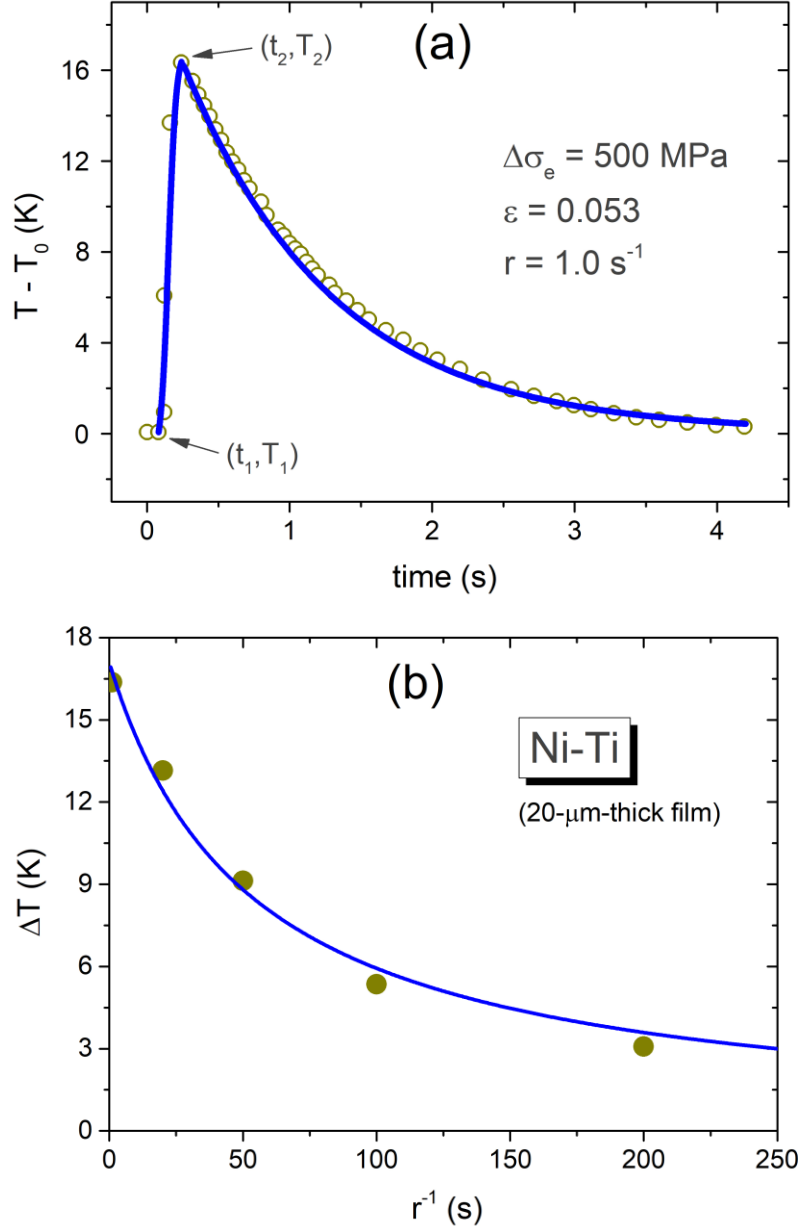 (a)
(t₂,T₂)
16
12
8
4
0
T - T₀ (K)
Δσₑ = 500 MPa
ε = 0.053
r = 1.0 s⁻¹
(t₁,T₁)
0 1 2 3 4
time (s)
(b)
18
15
12
9
6
3
0
ΔT (K)
Ni-Ti
(20-μm-thick film)
0 50 100 150 200 250
r⁻¹ (s)